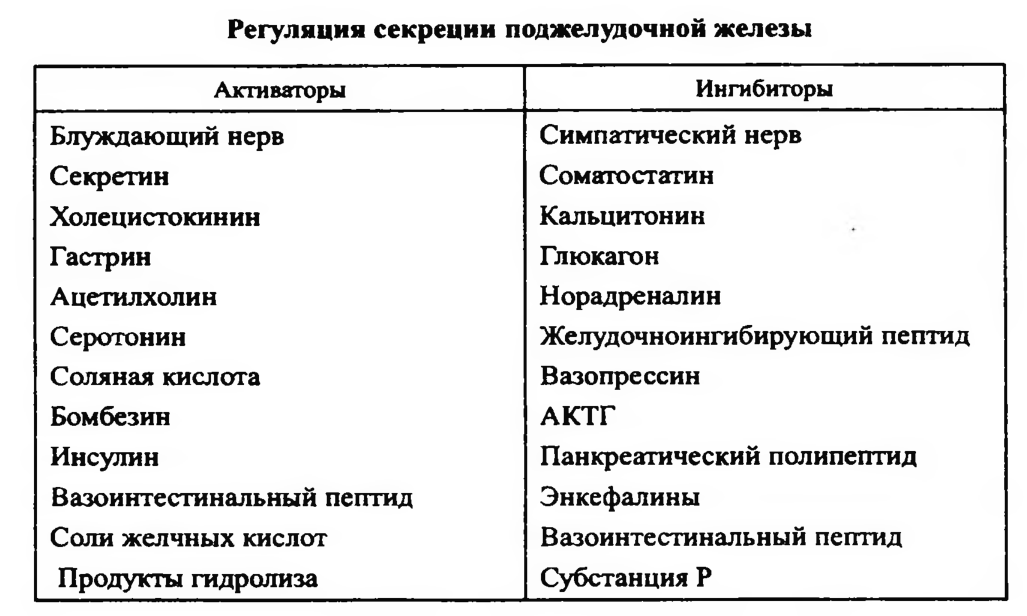 Регуляция секреции поджелудочной железы
Активаторы Ингибиторы
Блуждающий нерв Симпатический нерв
Секретин Соматостатин
Холецистокинин Кальцитонин
Гастрин Глюкагон
Ацетилхолин Норадреналин
Серотонин Желудочноингибирующий пептид
Соляная кислота Вазопрессин
Бомбезин АКТГ
Инсулин Панкреатический полипептид
Вазоинтестинальный пептид Энкефалины
Соли желчных кислот Вазоинтестинальный пептид
Продукты гидролиза Субстанция Р